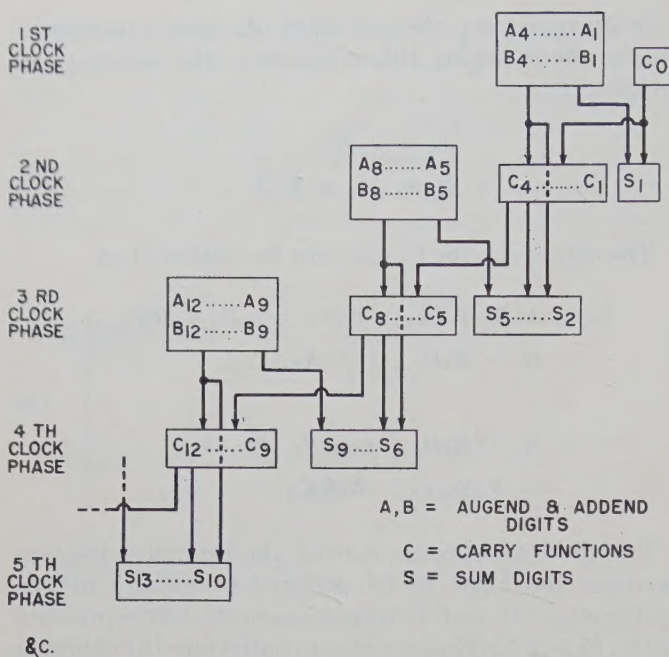 1 ST
CLOCK
PHASE
A4........A1
B4........B1
C0
2 ND
CLOCK
PHASE
A8........A5
B8........B5
C4........C1
S1
3 RD
CLOCK
PHASE
A12........A9
B12........B9
C8........C5
S5......S2
4 TH
CLOCK
PHASE
C12........C9
S9......S6
A,B = AUGEND & ADDEND
DIGITS
C = CARRY FUNCTIONS
S = SUM DIGITS
5 TH
CLOCK
PHASE
S13......S10
&C.